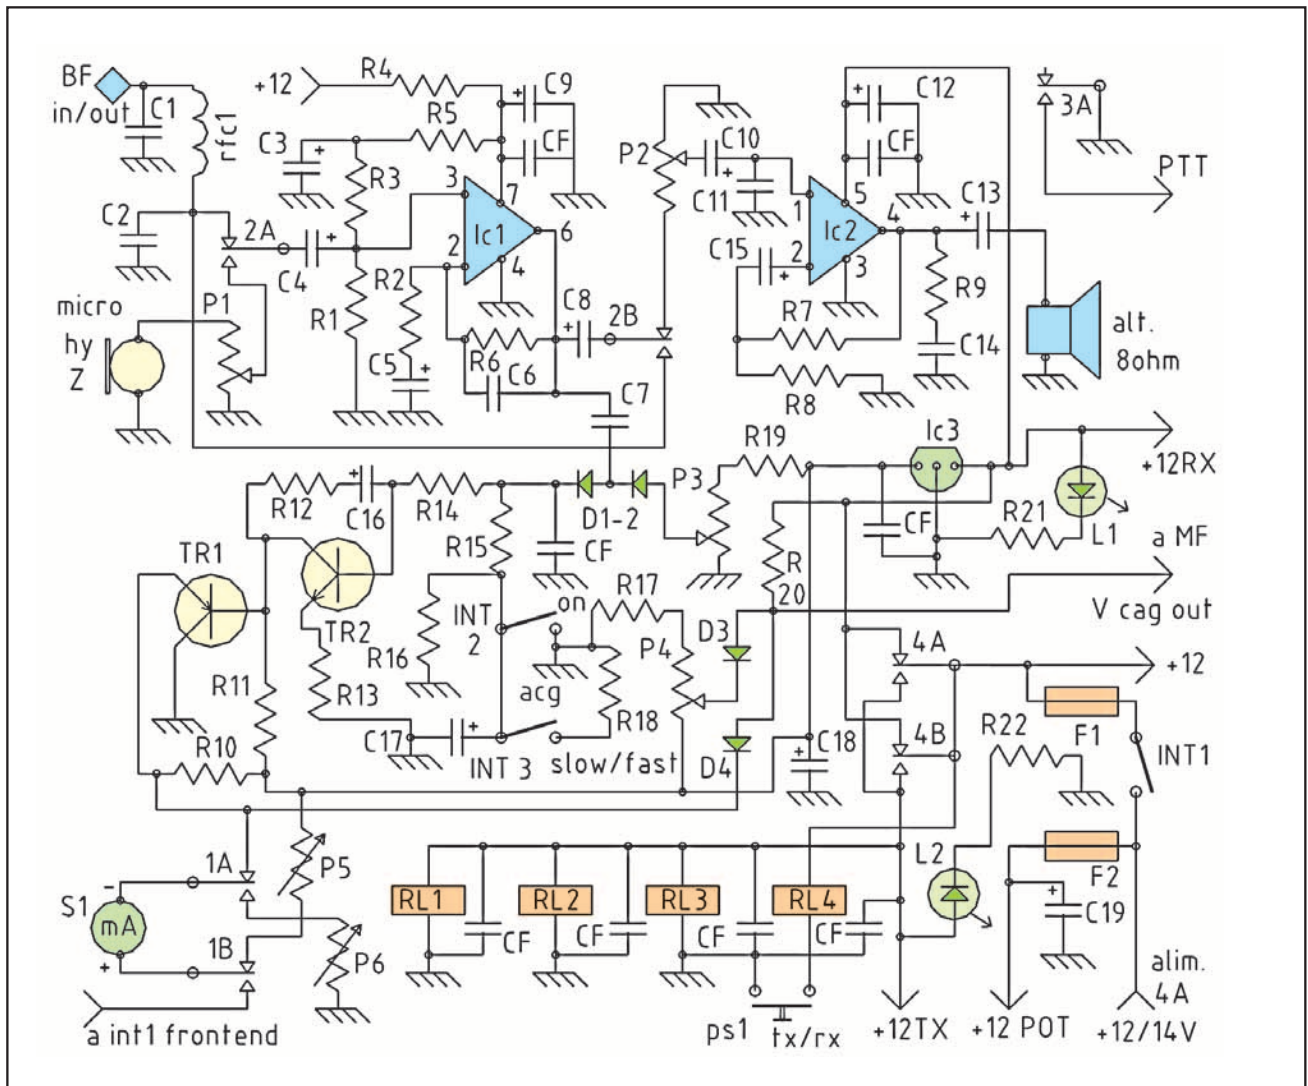 BF
in/out
C1
rfc1
+12
R4
C9
R5
CF
C3
R3
3
7
Ic1
6
2
4
C2
2A
C4
R2
R1
C5
R6
C6
C8
2B
C7
micro
hy
Z
P1
P2
C10
C11
C12
CF
5
1
Ic2
4
2
3
C15
C13
R9
R7
C14
R8
alt.
8ohm
3A
PTT
R19
Ic3
+12RX
P3
CF
R21
L1
R
20
a MF
V cag out
R12
C16
R14
D1-2
R15
CF
TR1
TR2
R16
INT
2
on
R17
P4
D3
R11
R13
acg
R18
R10
C17
INT 3
slow/fast
D4
C18
4A
4B
+12
R22
F1
INT1
F2
C19
L2
alim.
4A
+12/14V
+12 POT
+12TX
P5
1A
-
S1
mA
+
1B
P6
a int1 frontend
RL1
CF
RL2
CF
RL3
CF
RL4
CF
ps1
tx/rx